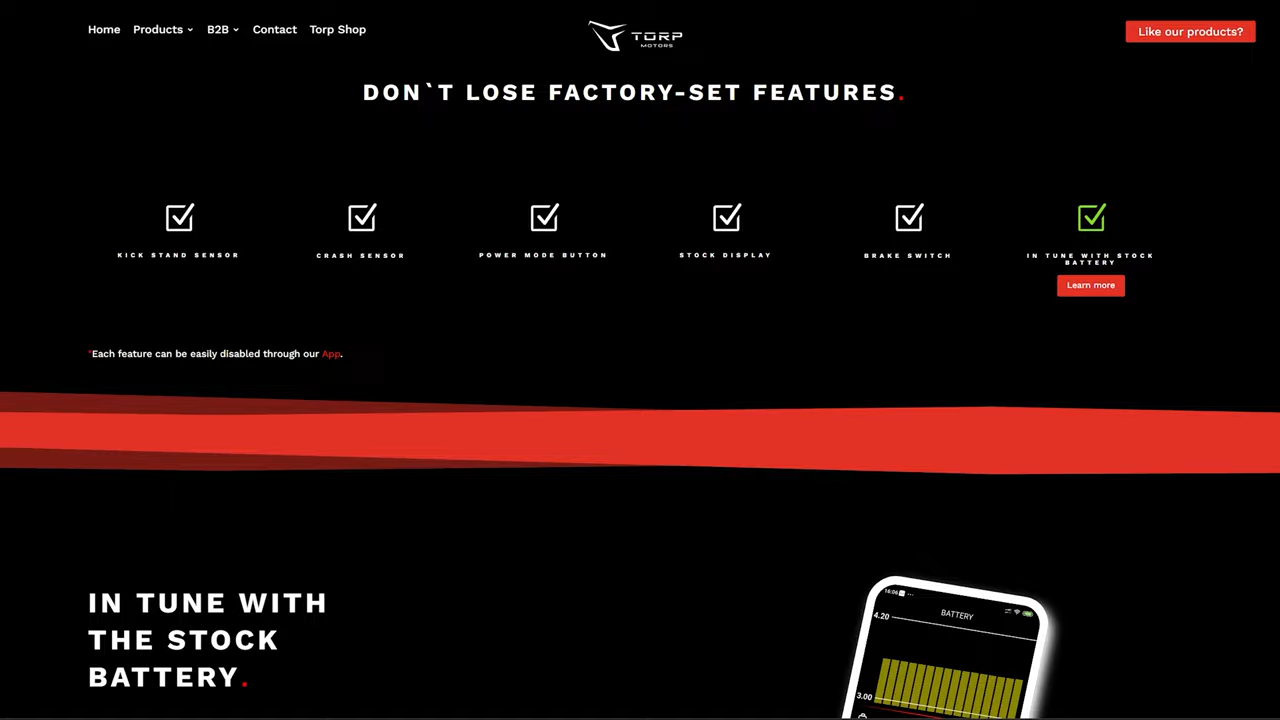 Home
Products
B2B
Contact
Torp Shop
TORP
MOTORS
Like our products?
DON`T LOSE FACTORY-SET FEATURES.
KICK STAND SENSOR
CRASH SENSOR
POWER MODE BUTTON
STOCK DISPLAY
BRAKE SWITCH
IN TUNE WITH STOCK
BATTERY
Learn more
*Each feature can be easily disabled through our App.
IN TUNE WITH
THE STOCK
BATTERY.
16:06
BATTERY
4.20
3.00